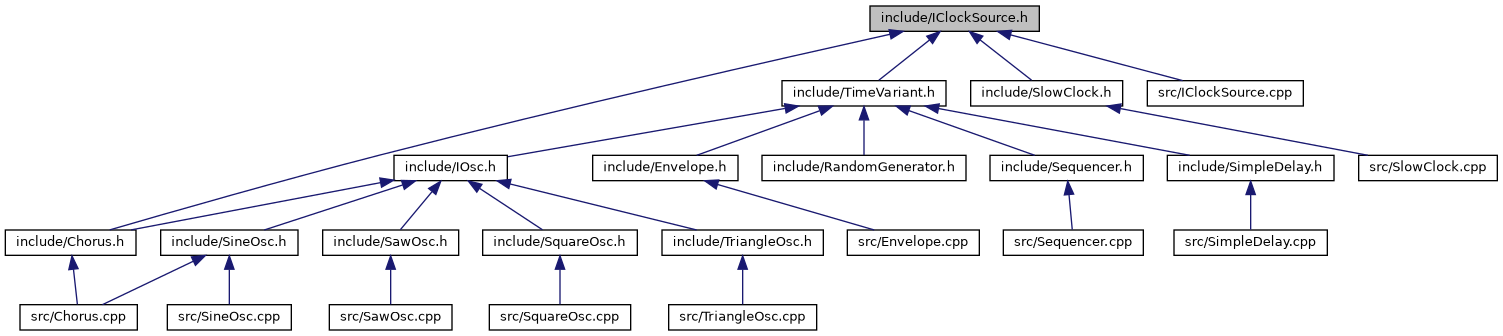 include/IClockSource.h
include/TimeVariant.h
include/SlowClock.h
src/IClockSource.cpp
include/IOsc.h
include/Envelope.h
include/RandomGenerator.h
include/Sequencer.h
include/SimpleDelay.h
src/SlowClock.cpp
include/Chorus.h
include/SineOsc.h
include/SawOsc.h
include/SquareOsc.h
include/TriangleOsc.h
src/Envelope.cpp
src/Sequencer.cpp
src/SimpleDelay.cpp
src/Chorus.cpp
src/SineOsc.cpp
src/SawOsc.cpp
src/SquareOsc.cpp
src/TriangleOsc.cpp